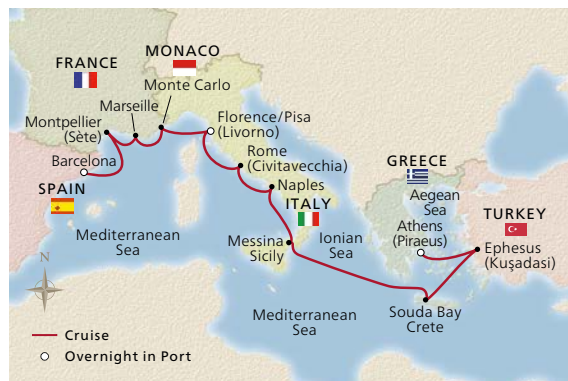 MONACO
FRANCE
Monte Carlo
Marseille
Montpellier
(Sète)
Florence/Pisa
(Livorno)
Barcelona
Rome
(Civitavecchia)
SPAIN
Naples
ITALY
GREECE
Aegean
Sea
TURKEY
Athens
(Piraeus)
Ephesus
(Kuşadasi)
Mediterranean
Sea
Messina
Sicily
Ionian
Sea
N
Mediterranean
Sea
Souda Bay
Crete
Cruise
Overnight in Port